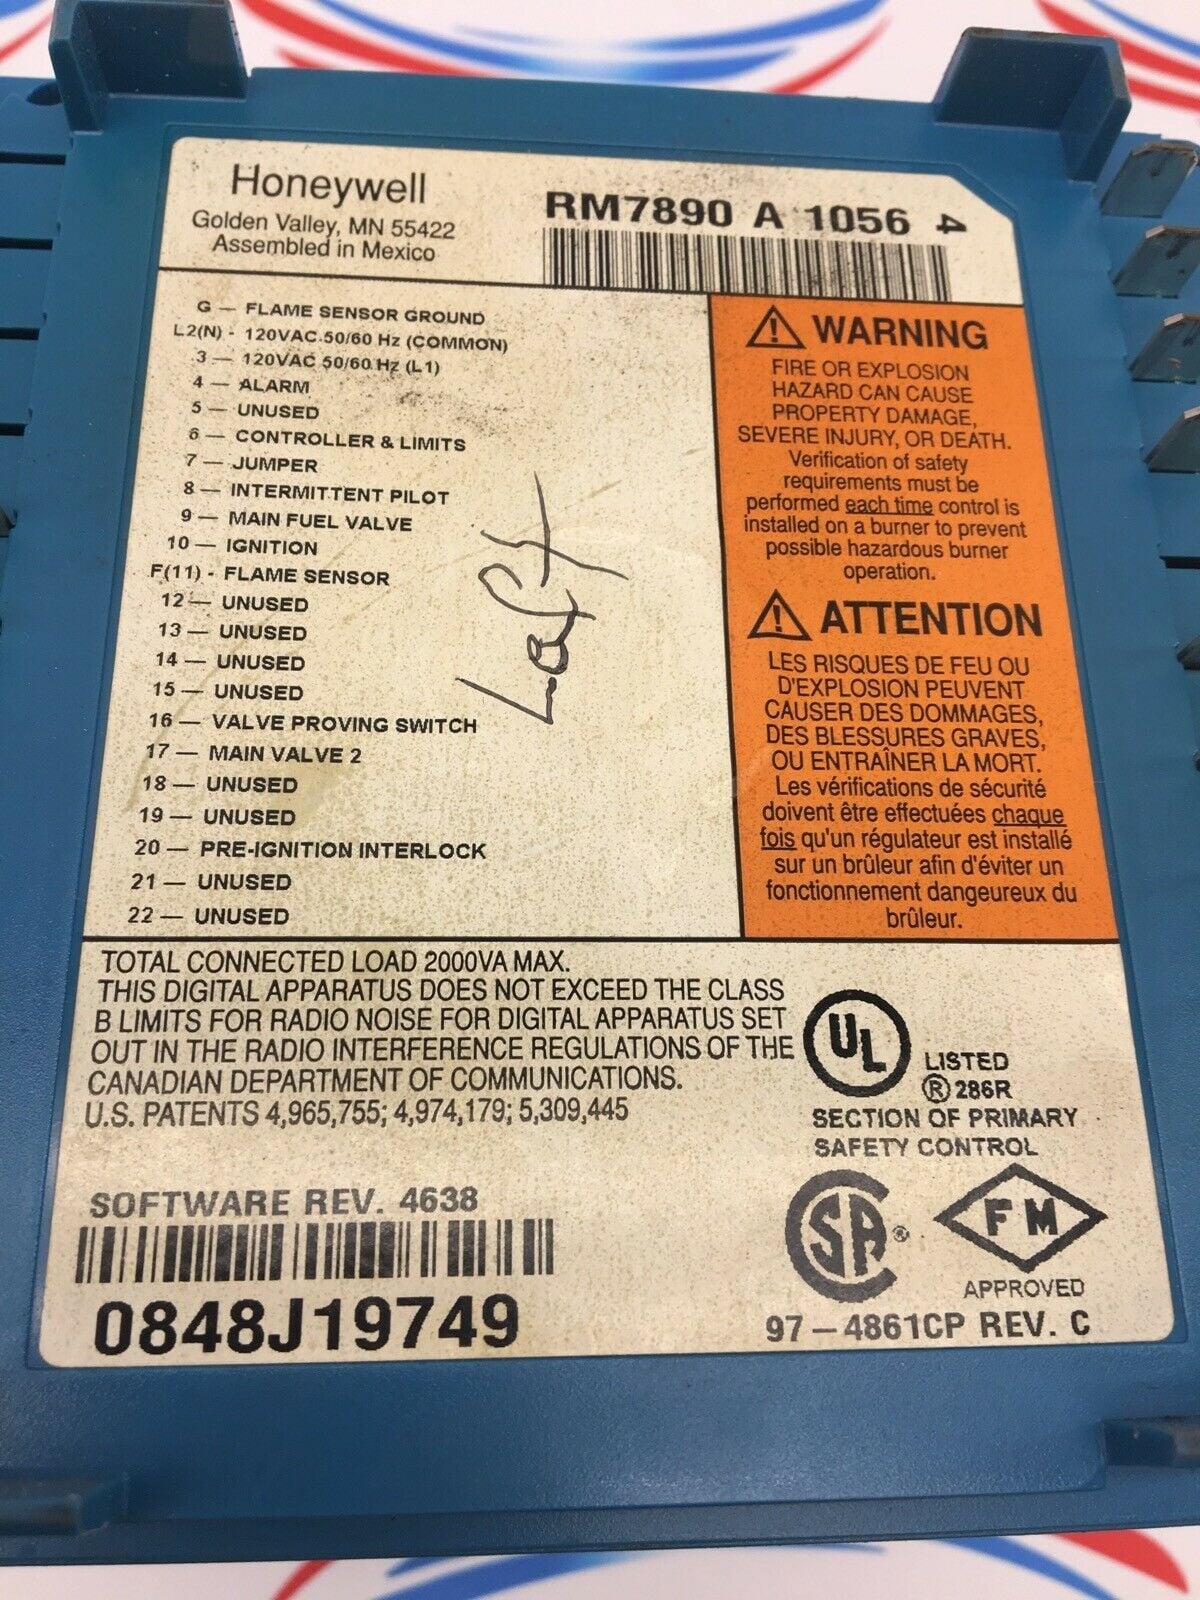 Honeywell
Golden Valley, MN 55422
Assembled in Mexico
RM7890 A 1056 4
G — FLAME SENSOR GROUND
L2(N) - 120VAC 50/60 Hz (COMMON)
3 — 120VAC 50/60 Hz (L1)
4 — ALARM
5 — UNUSED
6 — CONTROLLER & LIMITS
7 — JUMPER
8 — INTERMITTENT PILOT
9 — MAIN FUEL VALVE
10 — IGNITION
F(11) - FLAME SENSOR
12 — UNUSED
13 — UNUSED
14 — UNUSED
15 — UNUSED
16 — VALVE PROVING SWITCH
17 — MAIN VALVE 2
18 — UNUSED
19 — UNUSED
20 — PRE-IGNITION INTERLOCK
21 — UNUSED
22 — UNUSED
Left
⚠ WARNING
FIRE OR EXPLOSION
HAZARD CAN CAUSE
PROPERTY DAMAGE,
SEVERE INJURY, OR DEATH.
Verification of safety
requirements must be
performed each time control is
installed on a burner to prevent
possible hazardous burner
operation.
⚠ ATTENTION
LES RISQUES DE FEU OU
D'EXPLOSION PEUVENT
CAUSER DES DOMMAGES,
DES BLESSURES GRAVES,
OU ENTRAÎNER LA MORT.
Les vérifications de sécurité
doivent être effectuées chaque
fois qu'un régulateur est installé
sur un brûleur afin d'éviter un
fonctionnement dangeureux du
brûleur.
TOTAL CONNECTED LOAD 2000VA MAX.
THIS DIGITAL APPARATUS DOES NOT EXCEED THE CLASS
B LIMITS FOR RADIO NOISE FOR DIGITAL APPARATUS SET
OUT IN THE RADIO INTERFERENCE REGULATIONS OF THE
CANADIAN DEPARTMENT OF COMMUNICATIONS.
U.S. PATENTS 4,965,755; 4,974,179; 5,309,445
UL
LISTED
®286R
SECTION OF PRIMARY
SAFETY CONTROL
SOFTWARE REV. 4638
0848J19749
CSA®
FM
APPROVED
97-4861CP REV. C